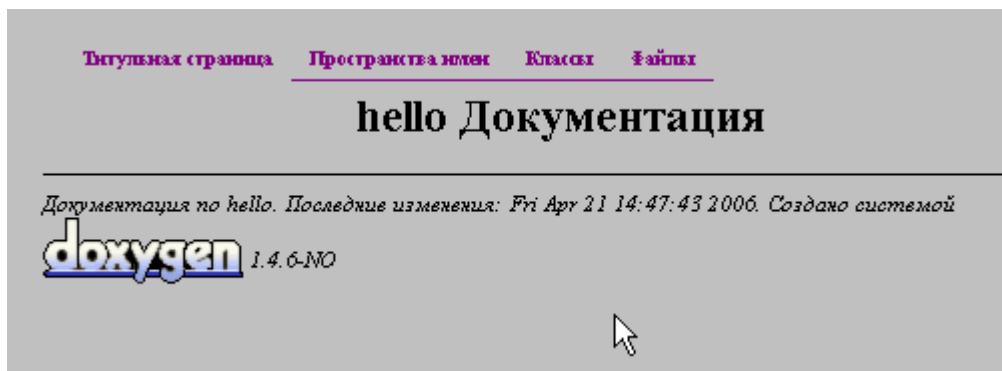 Титульная страница Пространства имен Классы Файлы
hello Документация
Документация по hello. Последние изменения: Fri Apr 21 14:47:43 2006. Создано системой
doxygen 1.4.6-NO